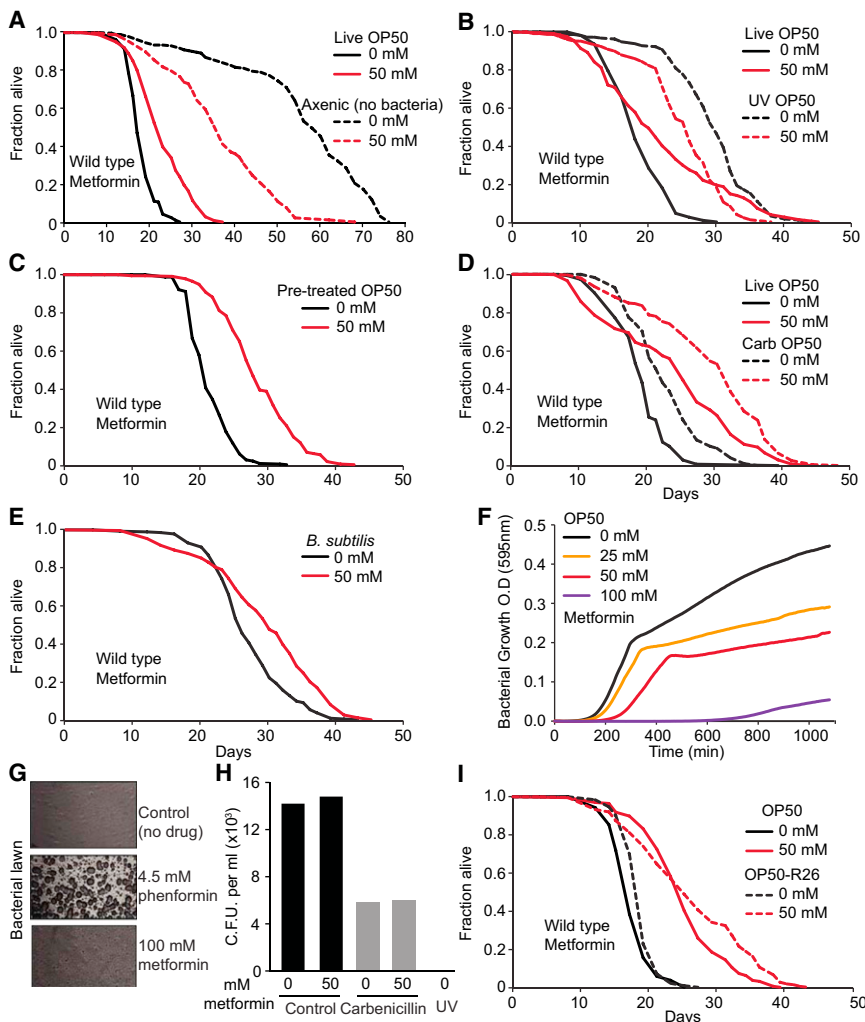 A
Live OP50
0 mM
50 mM
Axenic (no bacteria)
0 mM
50 mM
Wild type
Metformin
Fraction alive
1.0
0.8
0.6
0.4
0.2
0
0 10 20 30 40 50 60 70 80
B
Live OP50
0 mM
50 mM
UV OP50
0 mM
50 mM
Wild type
Metformin
Fraction alive
1.0
0.8
0.6
0.4
0.2
0
0 10 20 30 40 50
C
Pre-treated OP50
0 mM
50 mM
Wild type
Metformin
Fraction alive
1.0
0.8
0.6
0.4
0.2
0
0 10 20 30 40 50
D
Live OP50
0 mM
50 mM
Carb OP50
0 mM
50 mM
Wild type
Metformin
Fraction alive
1.0
0.8
0.6
0.4
0.2
0
0 10 20 30 40 50
Days
E
B. subtilis
0 mM
50 mM
Wild type
Metformin
Fraction alive
1.0
0.8
0.6
0.4
0.2
0
0 10 20 30 40 50
Days
F
OP50
0 mM
25 mM
50 mM
100 mM
Metformin
Bacterial Growth O.D (595nm)
0.5
0.4
0.3
0.2
0.1
0.0
0 200 400 600 800 1000
Time (min)
G
Bacterial lawn
Control
(no drug)
4.5 mM
phenformin
100 mM
metformin
H
C.F.U. per ml (x10³)
16
12
8
4
0
mM
metformin
0 50 0 50 0
Control Carbenicillin UV
I
OP50
0 mM
50 mM
OP50-R26
0 mM
50 mM
Wild type
Metformin
Fraction alive
1.0
0.8
0.6
0.4
0.2
0
0 10 20 30 40 50
Days